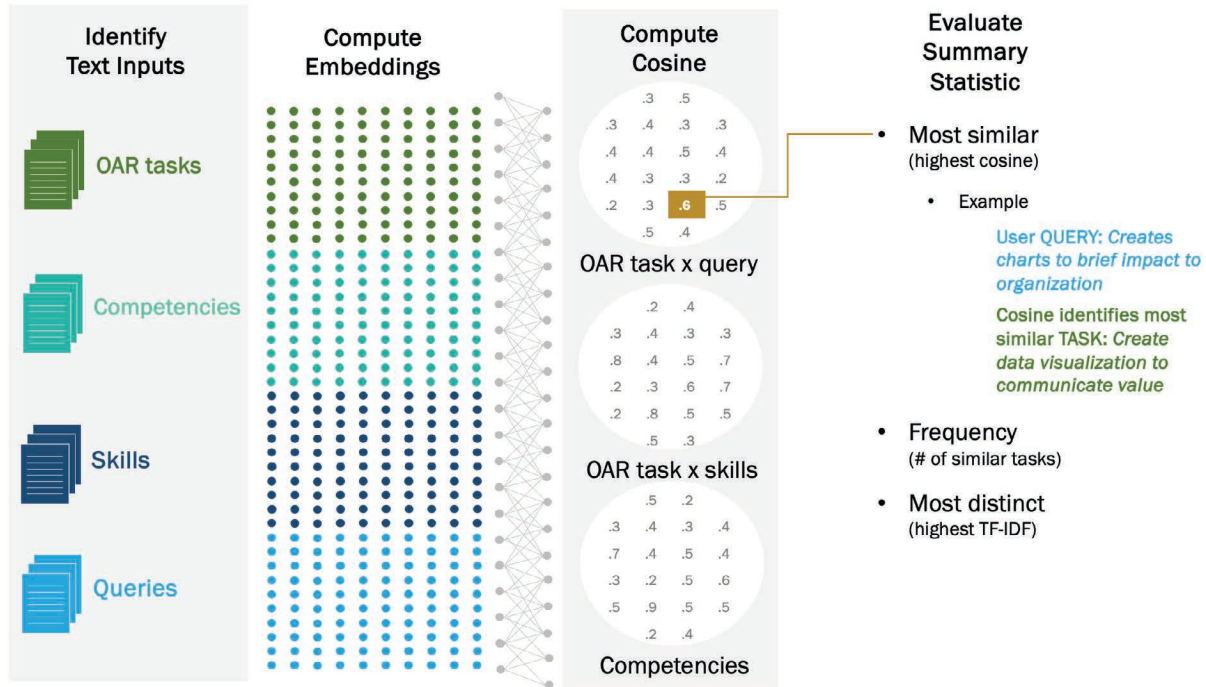 Identify
Text Inputs
OAR tasks
Competencies
Skills
Queries
Compute
Embeddings
Compute
Cosine
.3 .5
.3 .4 .3 .3
.4 .4 .5 .4
.4 .3 .3 .2
.2 .3 .6 .5
.5 .4
OAR task x query
.2 .4
.3 .4 .3 .3
.8 .4 .5 .7
.2 .3 .6 .7
.2 .8 .5 .5
.5 .3
OAR task x skills
.5 .2
.3 .4 .3 .4
.7 .4 .5 .4
.3 .2 .5 .6
.5 .9 .5 .5
.2 .4
Competencies
Evaluate
Summary
Statistic
• Most similar
(highest cosine)
• Example
User QUERY: Creates
charts to brief impact to
organization
Cosine identifies most
similar TASK: Create
data visualization to
communicate value
• Frequency
(# of similar tasks)
• Most distinct
(highest TF-IDF)